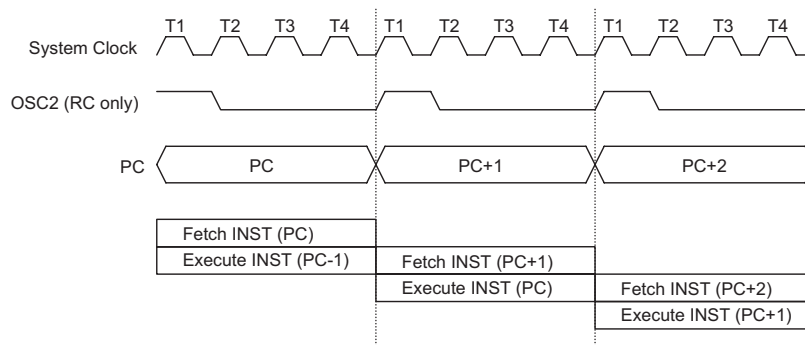 T1 T2 T3 T4 T1 T2 T3 T4 T1 T2 T3 T4
System Clock
OSC2 (RC only)
PC PC PC+1 PC+2
Fetch INST (PC)
Execute INST (PC-1) Fetch INST (PC+1)
Execute INST (PC) Fetch INST (PC+2)
Execute INST (PC+1)